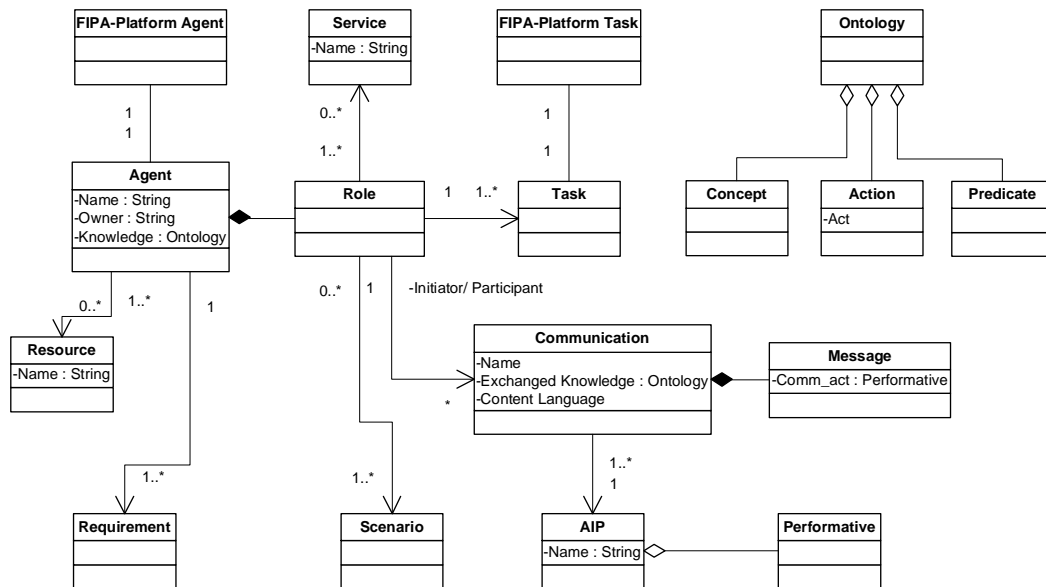 FIPA-Platform Agent
Service
-Name : String
FIPA-Platform Task
Ontology
1
1
0..*
1..*
1
1
Agent
-Name : String
-Owner : String
-Knowledge : Ontology
Role
1
1..*
Task
Concept
Action
-Act
Predicate
0..*
1..*
1
0..*
1
-Initiator/ Participant
Resource
-Name : String
Communication
-Name
-Exchanged Knowledge : Ontology
-Content Language
Message
-Comm_act : Performative
*
1..*
1..*
1..*
1
Requirement
Scenario
AIP
-Name : String
Performative